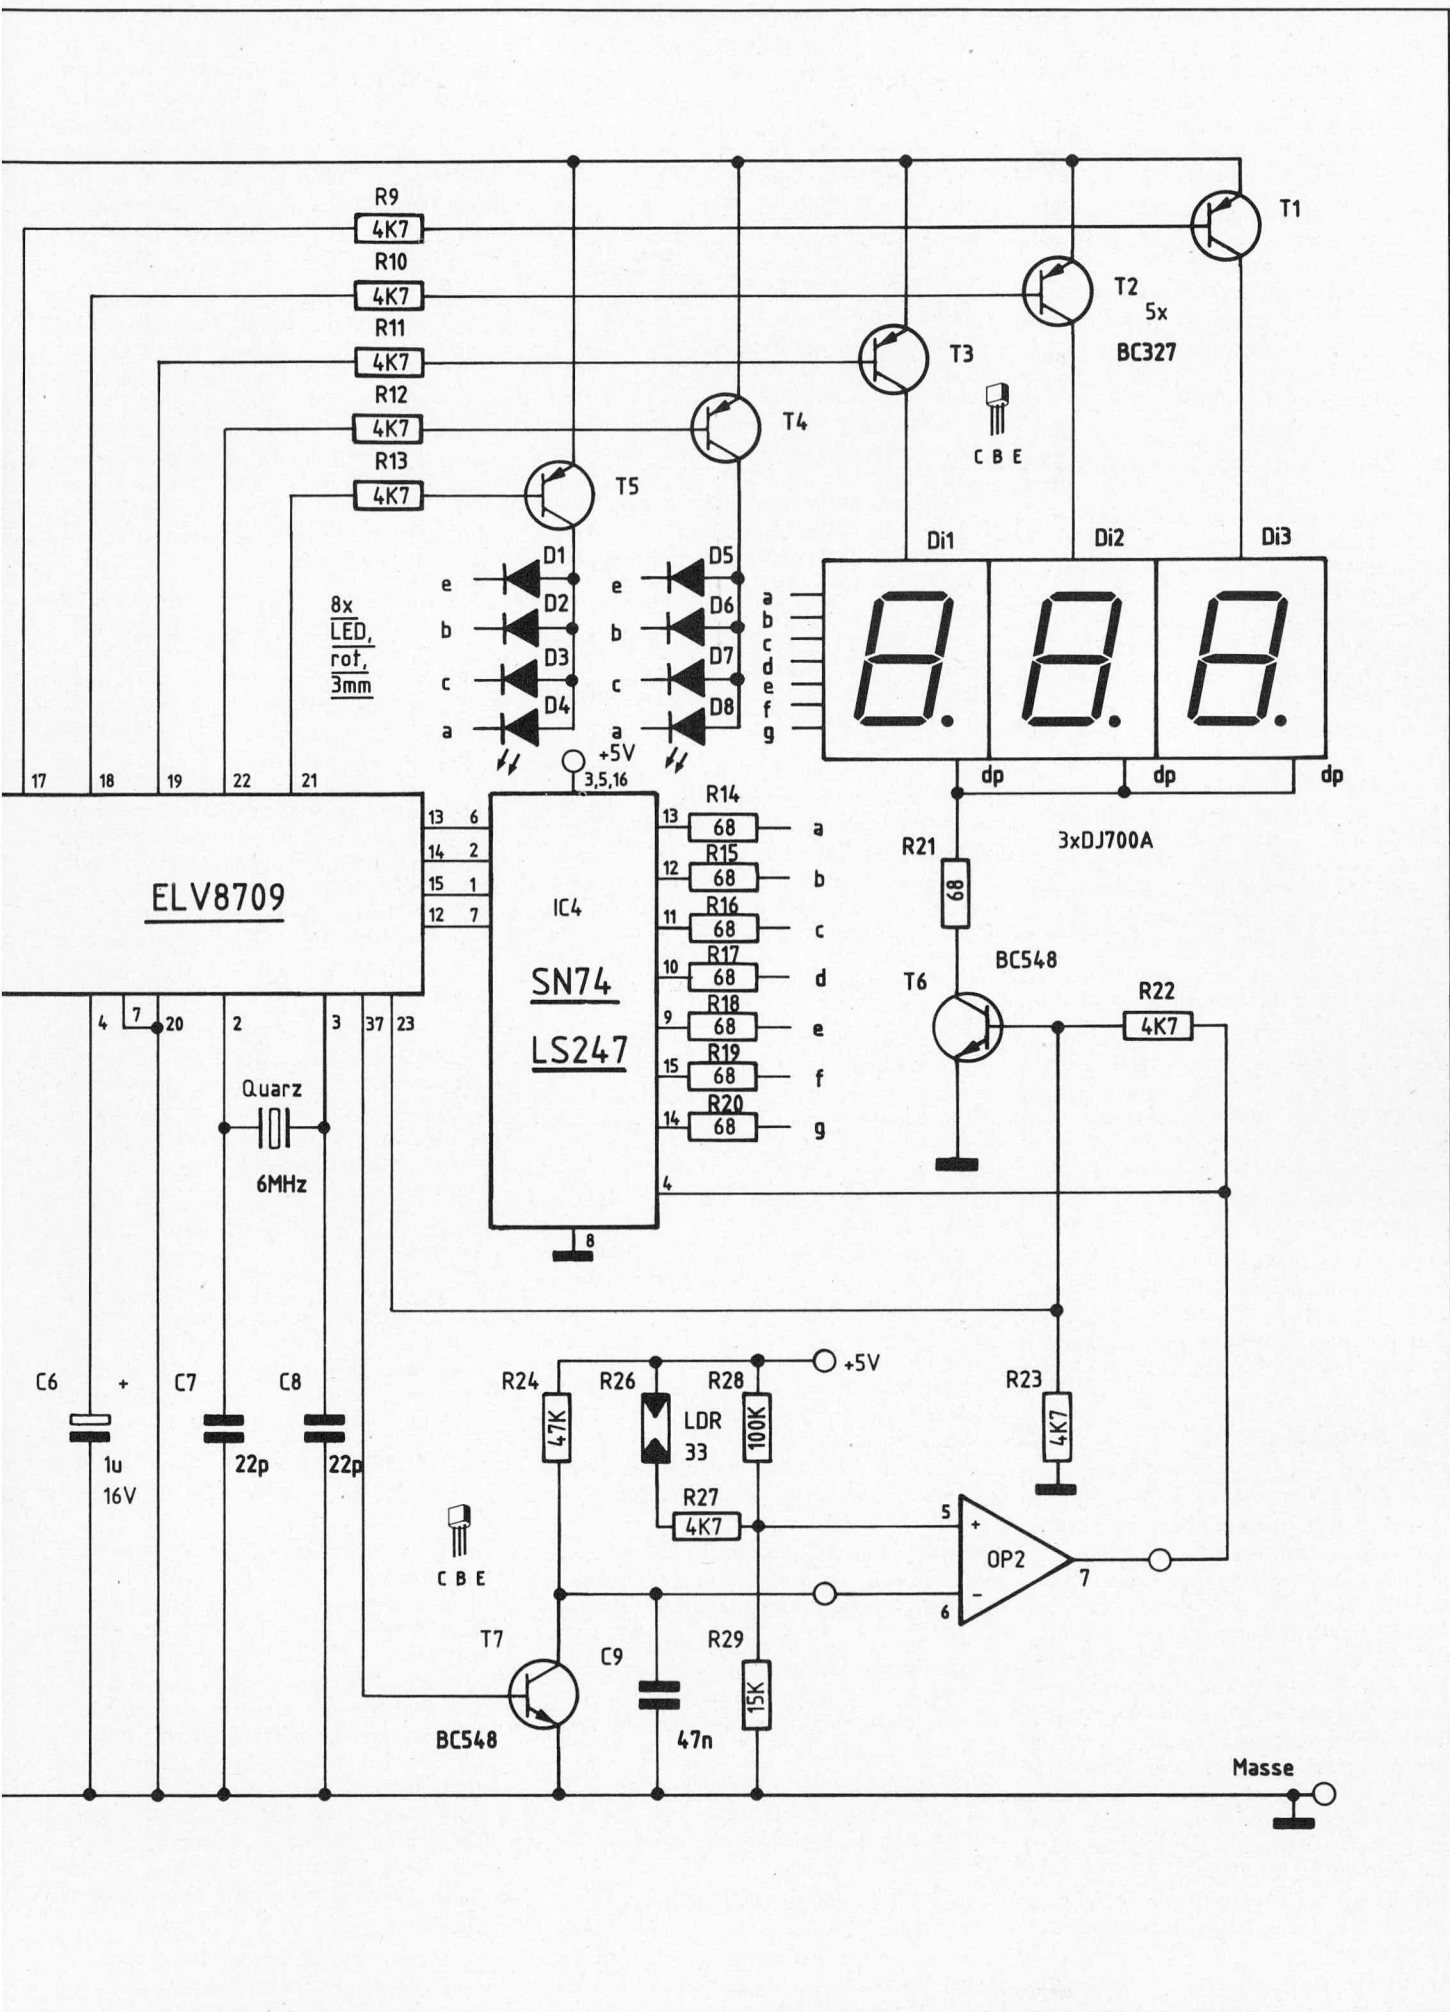 R9
4K7
T1
R10
4K7
T2
5x
BC327
R11
4K7
T3
R12
4K7
T4
C B E
R13
4K7
T5
Di1
Di2
Di3
8x
LED,
rot,
3mm
e
D1
b
D2
c
D3
a
D4
e
D5
b
D6
c
D7
a
D8
a
b
c
d
e
f
g
dp
dp
dp
3xDJ700A
+5V
3,5,16
17
18
19
22
21
13 6
14 2
15 1
12 7
ELV8709
IC4
SN74
LS247
13
R14
68
a
12
R15
68
b
11
R16
68
c
10
R17
68
d
9
R18
68
e
15
R19
68
f
14
R20
68
g
4
8
R21
68
T6
BC548
R22
4K7
4
7
20
2
3
37
23
Quarz
6MHz
C6
+
1u
16V
C7
22p
C8
22p
R24
47K
R26
LDR
33
R28
100K
+5V
R23
4K7
R27
4K7
5
+
OP2
7
6
-
C B E
T7
BC548
C9
47n
R29
15K
Masse